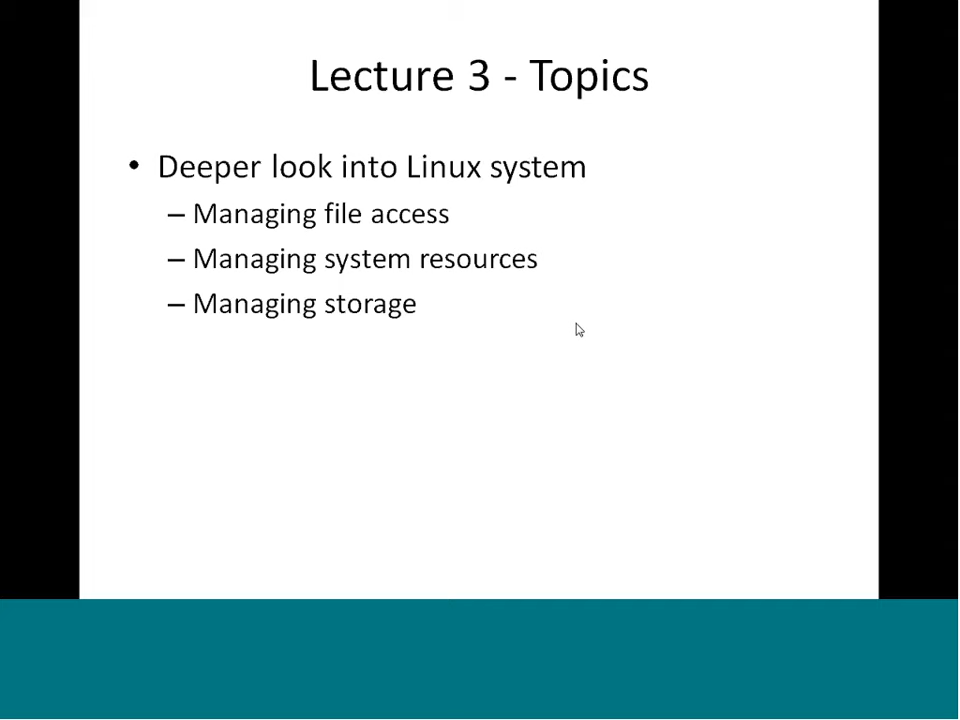 Lecture 3 - Topics
• Deeper look into Linux system
– Managing file access
– Managing system resources
– Managing storage